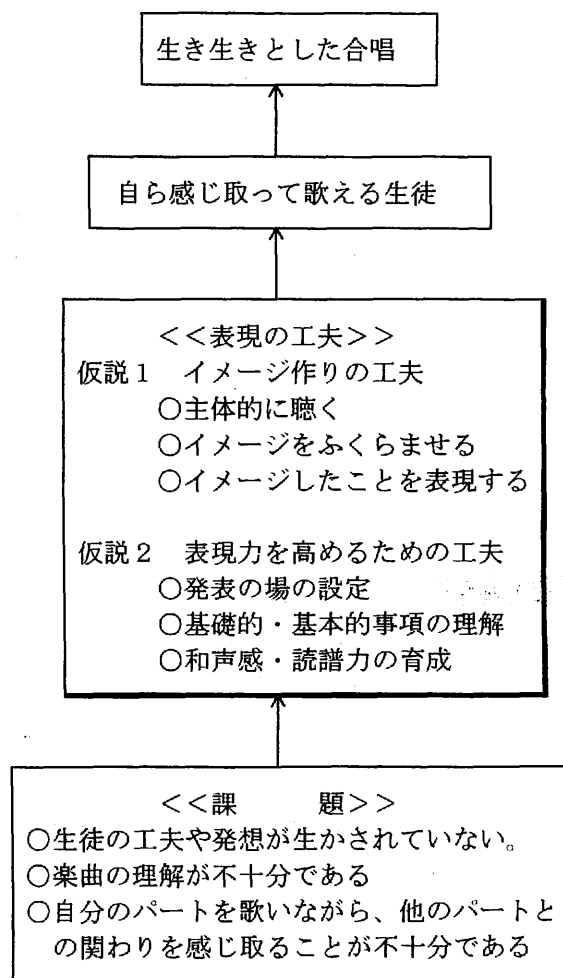 生き生きとした合唱
自ら感じ取って歌える生徒
<<表現の工夫>>
仮説1　イメージ作りの工夫
○主体的に聴く
○イメージをふくらませる
○イメージしたことを表現する
仮説2　表現力を高めるための工夫
○発表の場の設定
○基礎的・基本的事項の理解
○和声感・読譜力の育成
<<課　　題>>
○生徒の工夫や発想が生かされていない。
○楽曲の理解が不十分である
○自分のパートを歌いながら、他のパートと
の関わりを感じ取ることが不十分である